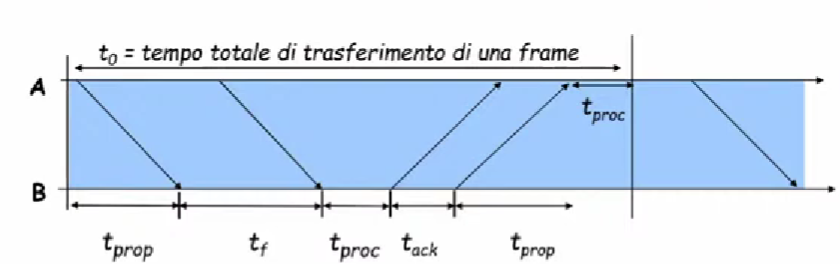 t0 = tempo totale di trasferimento di una frame
A
tproc
B
tprop tf tproc tack tprop